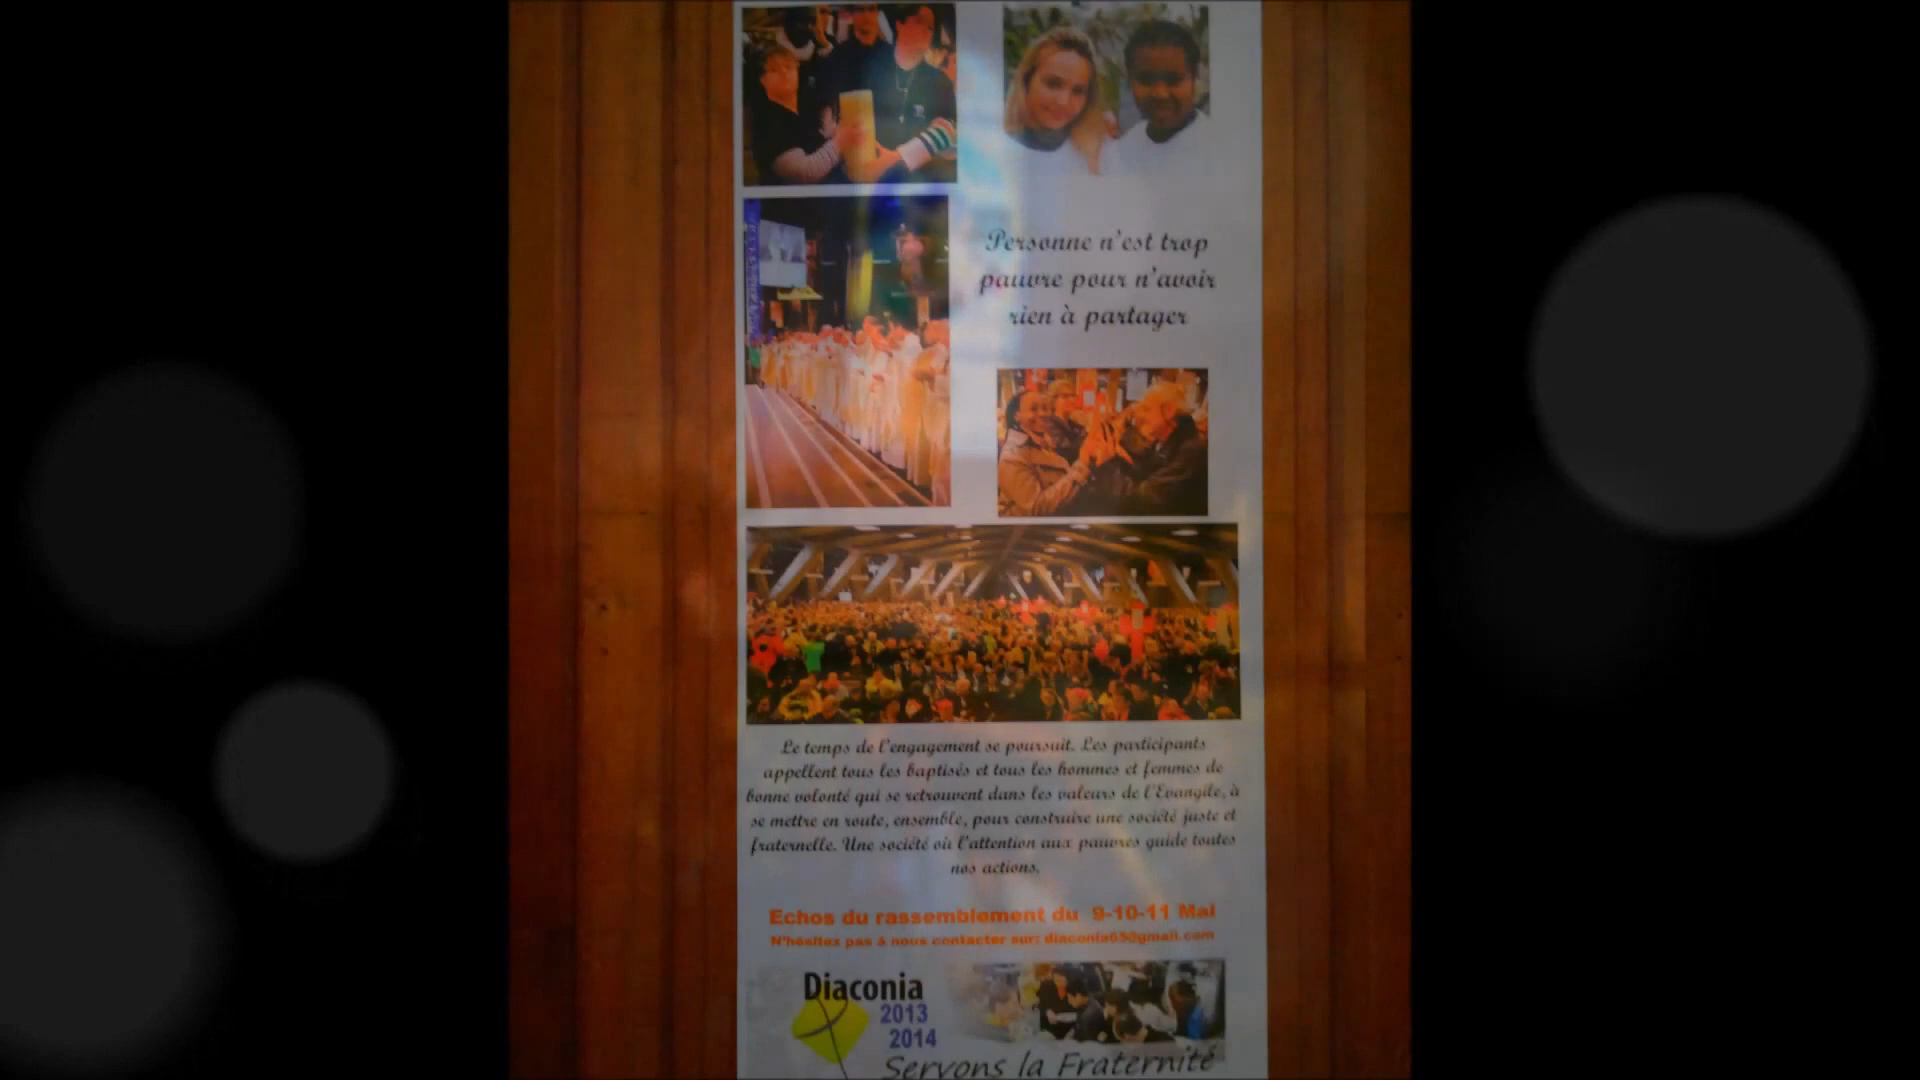 Personne n'est trop
pauvre pour n'avoir
rien à partager
Le temps de l'engagement se poursuit. Les participants
appellent tous les baptisés et tous les hommes et femmes de
bonne volonté qui se retrouvent dans les valeurs de l'Evangile, à
se mettre en route, ensemble, pour construire une société juste et
fraternelle. Une société où l'attention aux pauvres guide toutes
nos actions.
Echos du rassemblement du 9-10-11 Mai
N'hésitez pas à nous contacter sur: diaconia65@gmail.com
Diaconia
2013
2014
Servons la Fraternité